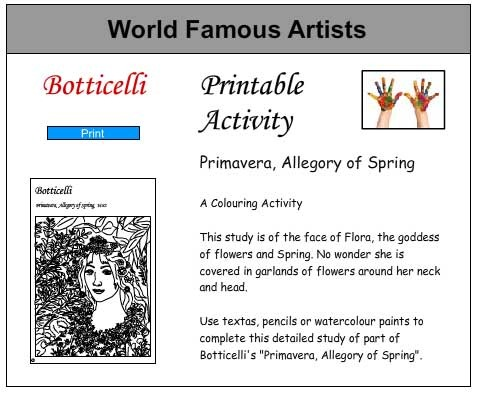 World Famous Artists
Botticelli
Print
Botticelli
Primavera, Allegory of Spring
Printable
Activity
Primavera, Allegory of Spring
A Colouring Activity
This study is of the face of Flora, the goddess
of flowers and Spring. No wonder she is
covered in garlands of flowers around her neck
and head.
Use textas, pencils or watercolour paints to
complete this detailed study of part of
Botticelli's "Primavera, Allegory of Spring".